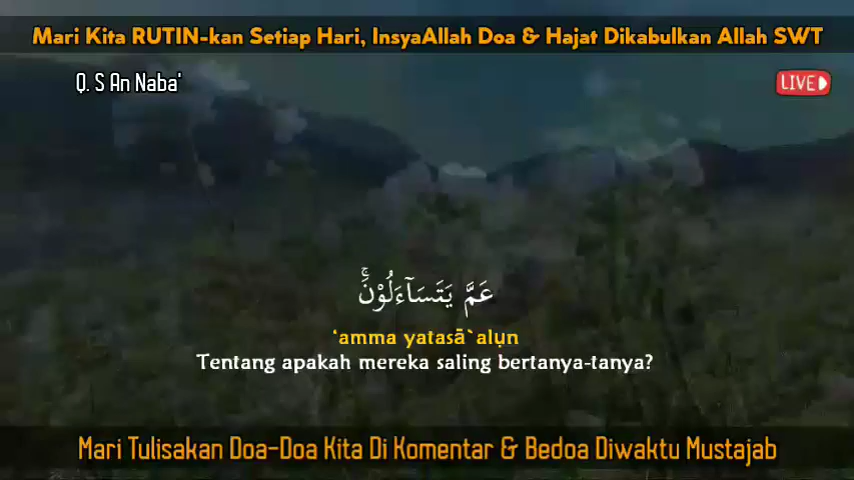 Mari Kita RUTIN-kan Setiap Hari, InsyaAllah Doa & Hajat Dikabulkan Allah SWT
Q. S An Naba'
LIVE
عَمَّ يَتَسَاۤءَلُوْنَۚ
‘amma yatasā`alụn
Tentang apakah mereka saling bertanya-tanya?
Mari Tulisakan Doa-Doa Kita Di Komentar & Bedoa Diwaktu Mustajab